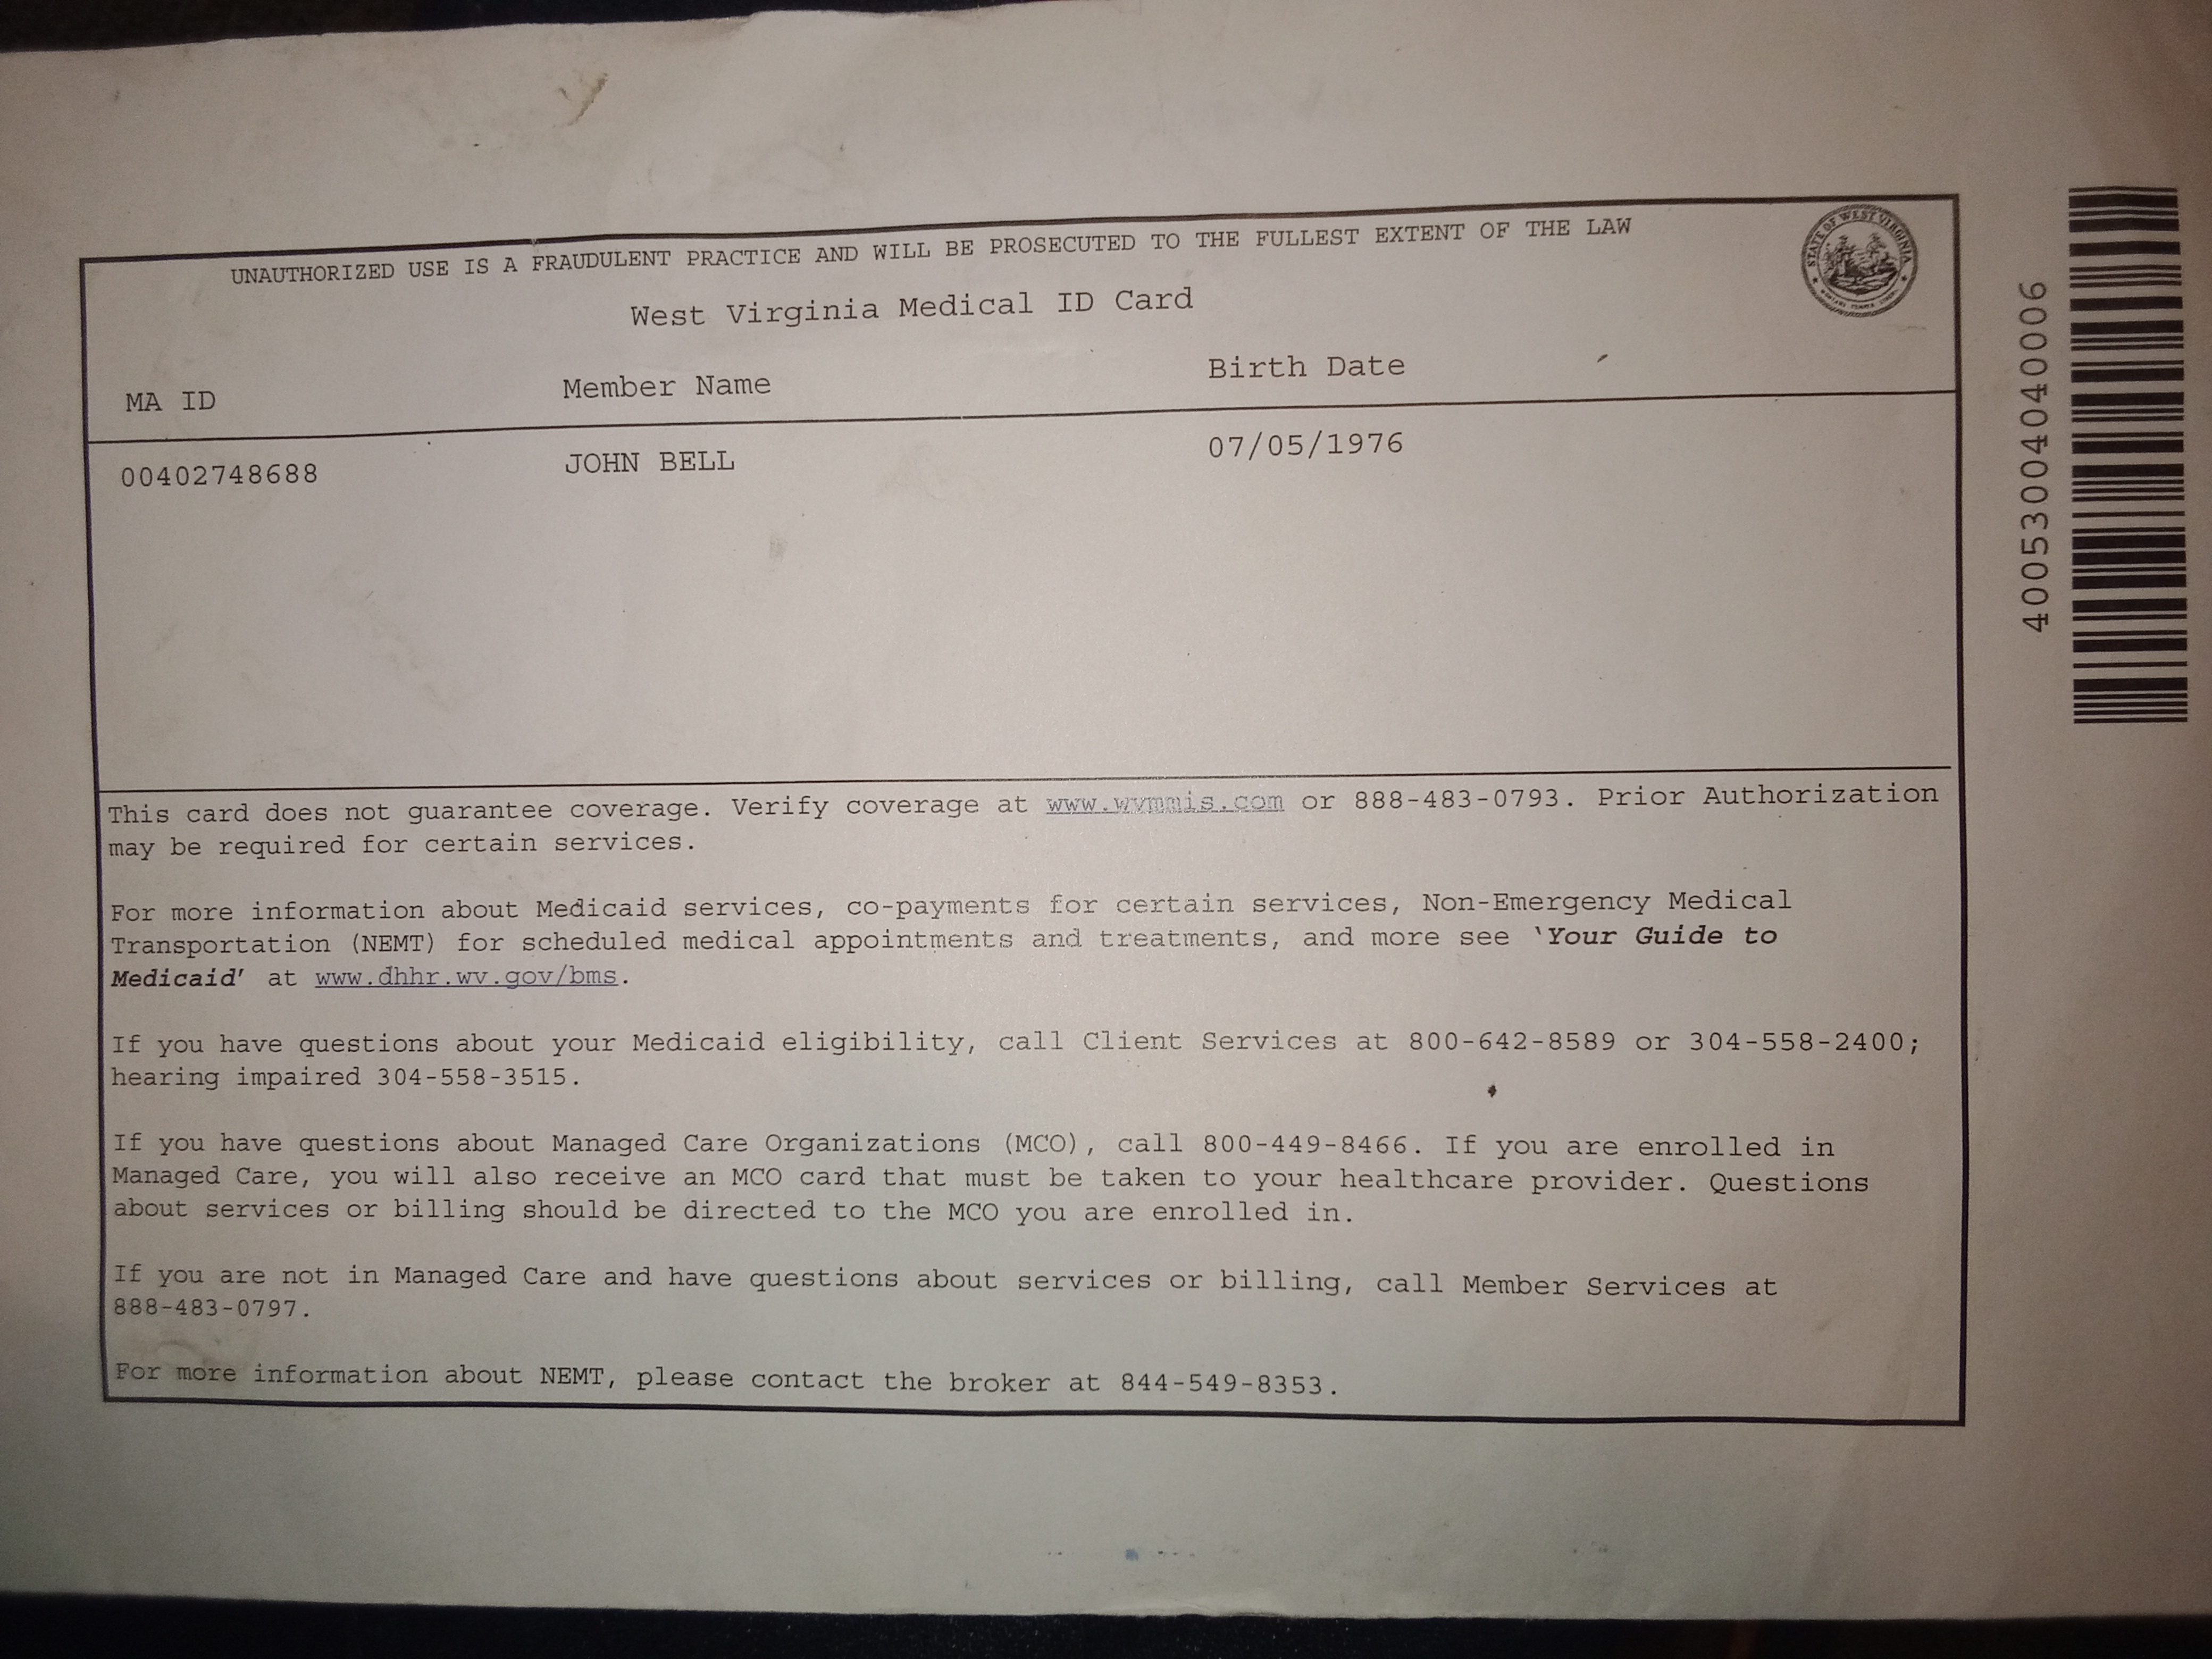 UNAUTHORIZED USE IS A FRAUDULENT PRACTICE AND WILL BE PROSECUTED TO THE FULLEST EXTENT OF THE LAW
STATE OF WEST VIRGINIA
West Virginia Medical ID Card
MA ID Member Name Birth Date
00402748688 JOHN BELL 07/05/1976
This card does not guarantee coverage. Verify coverage at www.wvmmis.com or 888-483-0793. Prior Authorization
may be required for certain services.
For more information about Medicaid services, co-payments for certain services, Non-Emergency Medical
Transportation (NEMT) for scheduled medical appointments and treatments, and more see 'Your Guide to
Medicaid' at www.dhhr.wv.gov/bms.
If you have questions about your Medicaid eligibility, call Client Services at 800-642-8589 or 304-558-2400;
hearing impaired 304-558-3515.
If you have questions about Managed Care Organizations (MCO), call 800-449-8466. If you are enrolled in
Managed Care, you will also receive an MCO card that must be taken to your healthcare provider. Questions
about services or billing should be directed to the MCO you are enrolled in.
If you are not in Managed Care and have questions about services or billing, call Member Services at
888-483-0797.
For more information about NEMT, please contact the broker at 844-549-8353.
4005300404040006